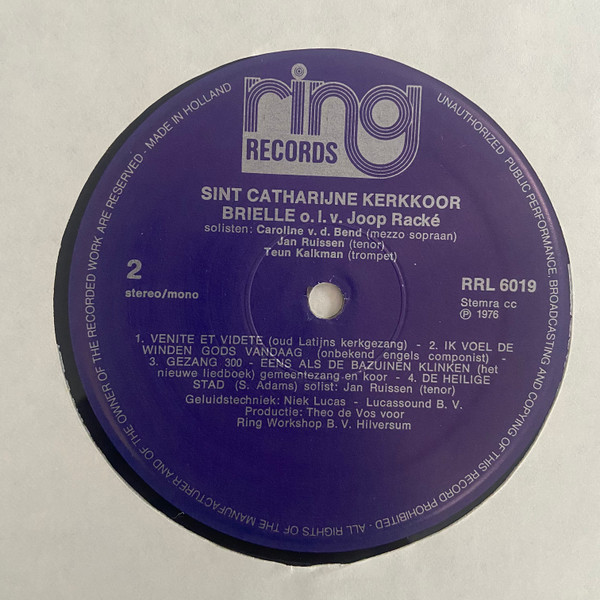 ring
RECORDS
SINT CATHARIJNE KERKKOOR
BRIELLE o.l.v. Joop Racké
solisten: Caroline v. d. Bend (mezzo sopraan)
Jan Ruissen (tenor)
Teun Kalkman (trompet)
2
stereo/mono
RRL 6019
Stemra cc
℗ 1976
1. VENITE ET VIDETE (oud Latijns kerkgezang) - 2. IK VOEL DE
WINDEN GODS VANDAAG (onbekend engels componist) -
3. GEZANG 300 - EENS ALS DE BAZUINEN KLINKEN (het
nieuwe liedboek) gemeentezang en koor - 4. DE HEILIGE
STAD (S. Adams) solist: Jan Ruissen (tenor)
Geluidstechniek: Niek Lucas - Lucassound B. V.
Productie: Theo de Vos voor
Ring Workshop B. V. Hilversum
UNAUTHORIZED PUBLIC PERFORMANCE, BROADCASTING AND COPYING OF THIS RECORD PROHIBITED · ALL RIGHTS OF THE MANUFACTURER AND OF THE OWNER OF THE RECORDED WORK ARE RESERVED - MADE IN HOLLAND